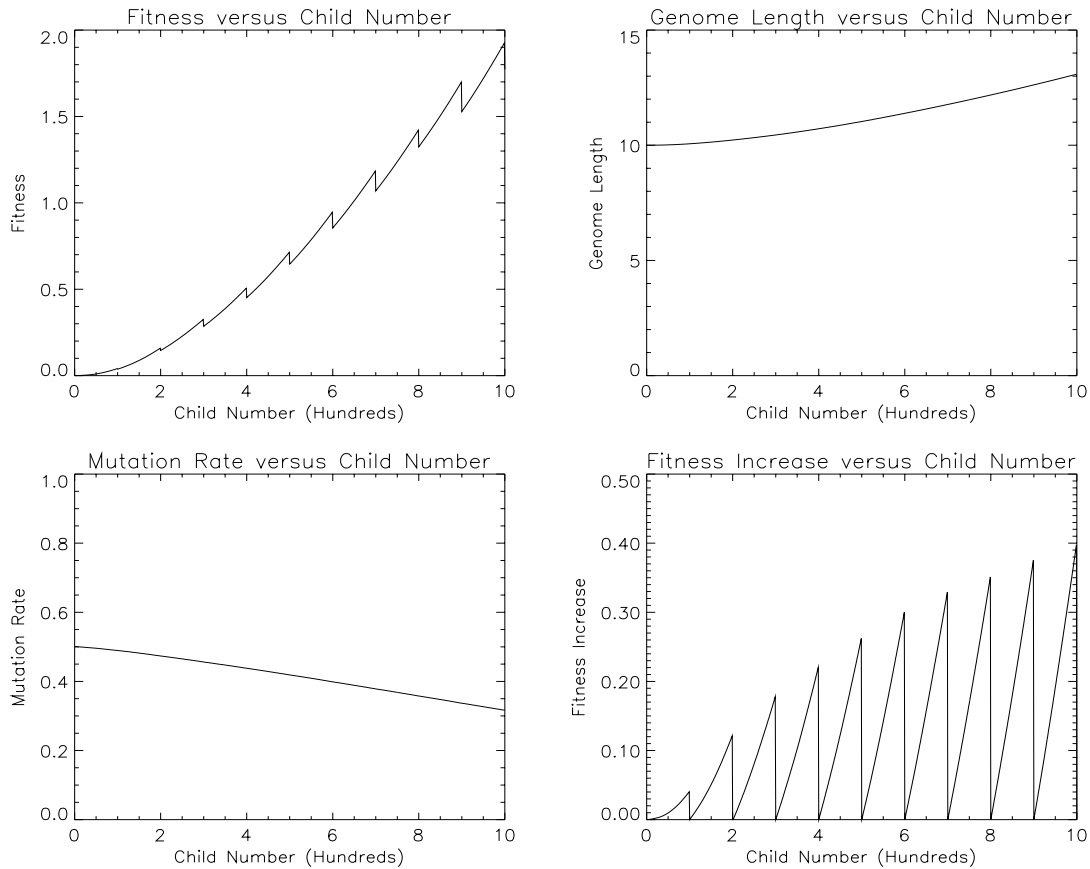 Fitness versus Child Number
2.0
1.5
1.0
0.5
0.0
Fitness
0 2 4 6 8 10
Child Number (Hundreds)
Genome Length versus Child Number
15
10
5
0
Genome Length
0 2 4 6 8 10
Child Number (Hundreds)
Mutation Rate versus Child Number
1.0
0.8
0.6
0.4
0.2
0.0
Mutation Rate
0 2 4 6 8 10
Child Number (Hundreds)
Fitness Increase versus Child Number
0.50
0.40
0.30
0.20
0.10
0.00
Fitness Increase
0 2 4 6 8 10
Child Number (Hundreds)